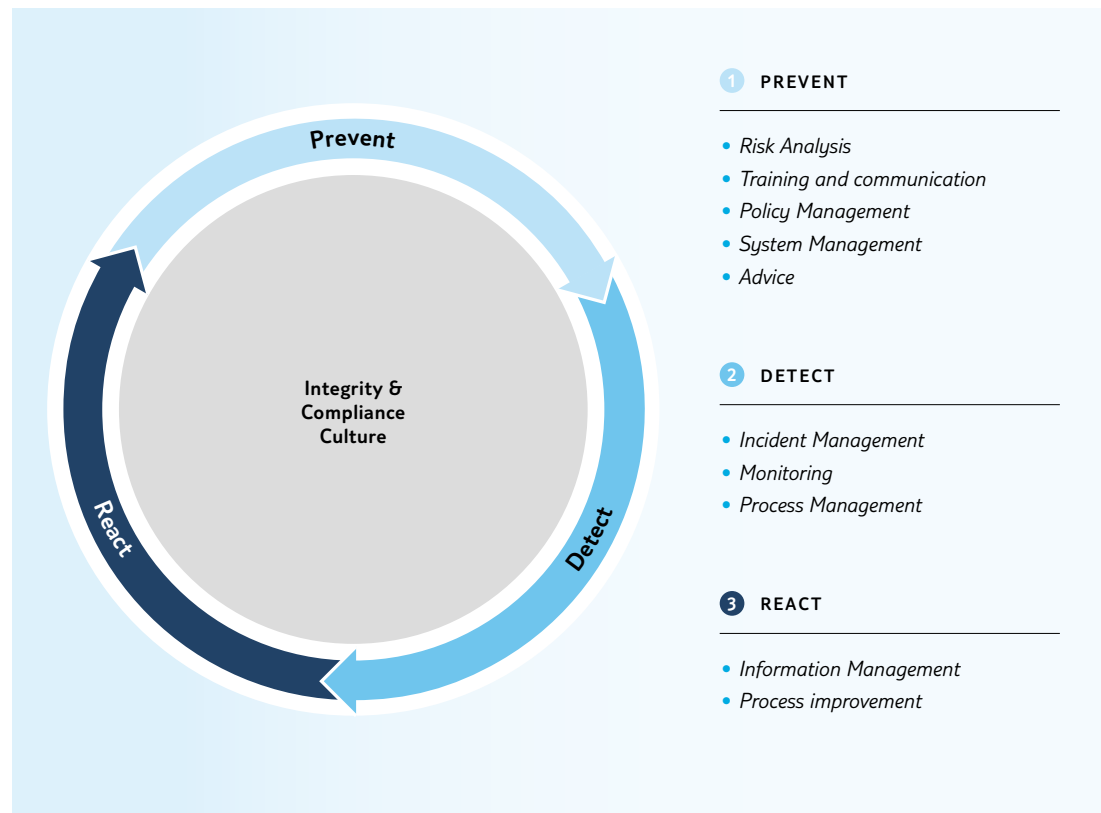 Prevent
Integrity &
Compliance
Culture
React
Detect
1 PREVENT
• Risk Analysis
• Training and communication
• Policy Management
• System Management
• Advice
2 DETECT
• Incident Management
• Monitoring
• Process Management
3 REACT
• Information Management
• Process improvement